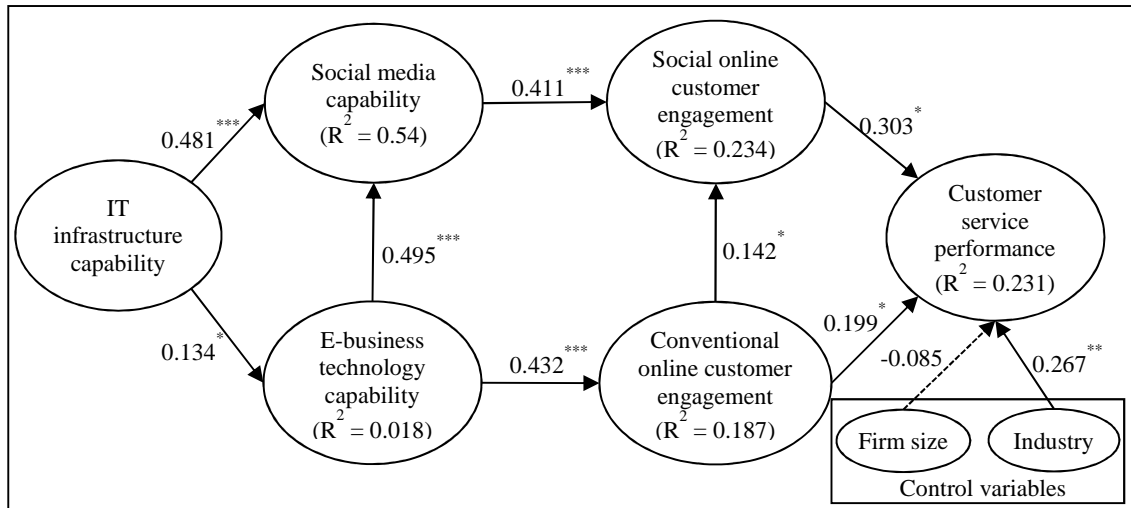 Social media
capability
(R² = 0.54)
0.411***
Social online
customer
engagement
(R² = 0.234)
0.481***
0.303*
IT
infrastructure
capability
Customer
service
performance
(R² = 0.231)
0.495***
0.142*
0.134*
E-business
technology
capability
(R² = 0.018)
0.432***
Conventional
online customer
engagement
(R² = 0.187)
0.199*
-0.085
0.267**
Firm size
Industry
Control variables